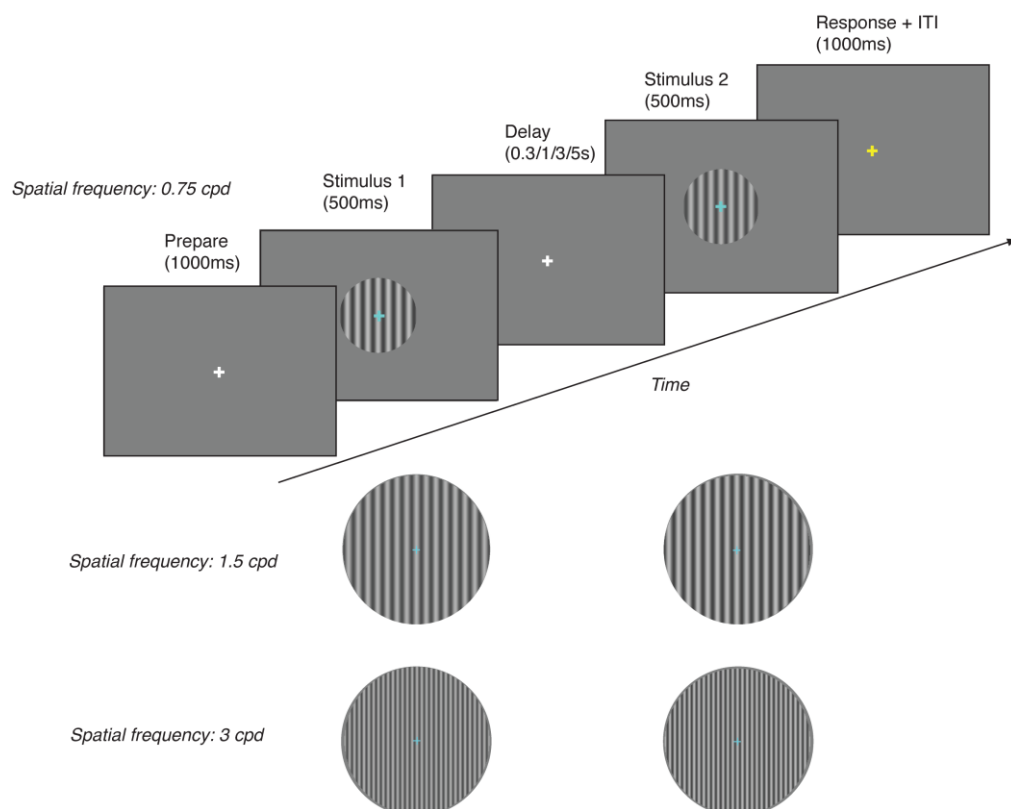 Response + ITI
(1000ms)
Stimulus 2
(500ms)
Delay
(0.3/1/3/5s)
Stimulus 1
(500ms)
Spatial frequency: 0.75 cpd
Prepare
(1000ms)
Time
Spatial frequency: 1.5 cpd
Spatial frequency: 3 cpd